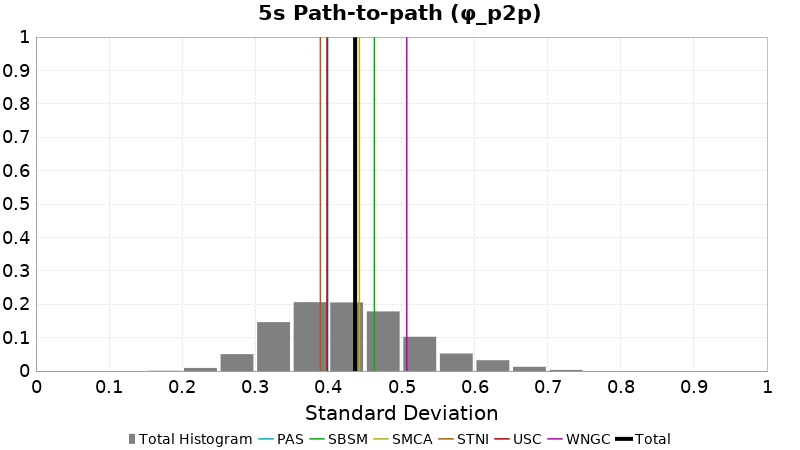 5s Path-to-path (φ_p2p)
1
0.9
0.8
0.7
0.6
0.5
0.4
0.3
0.2
0.1
0
0 0.1 0.2 0.3 0.4 0.5 0.6 0.7 0.8 0.9 1
Standard Deviation
Total Histogram PAS SBSM SMCA STNI USC WNGC Total